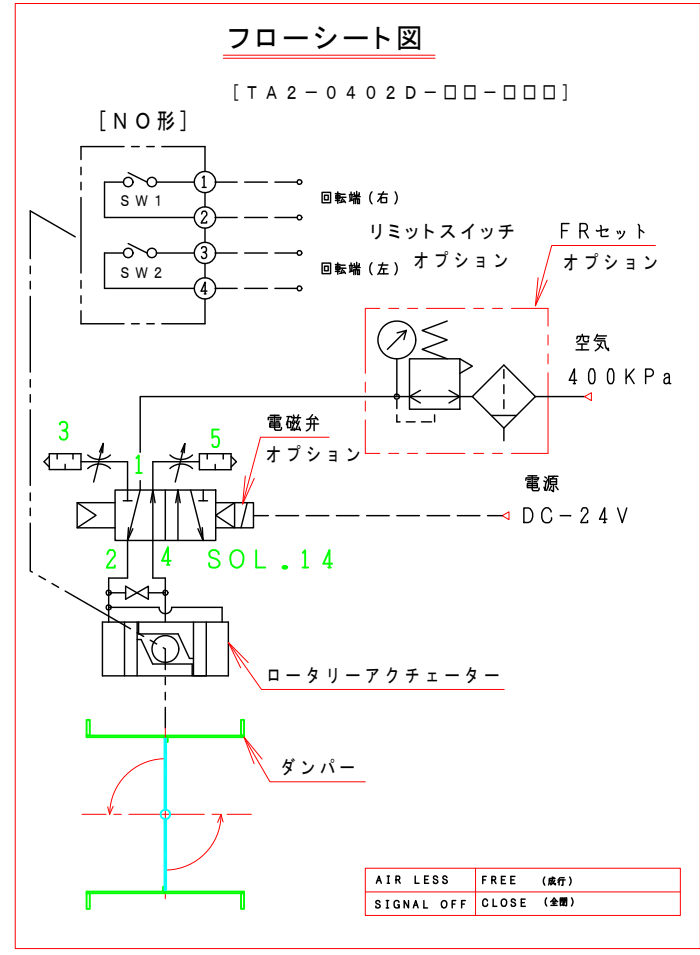 フローシート図
[TA2-0402D-□□-□□□]
[NO形]
SW1
1
2
回転端(右)
SW2
3
4
回転端(左)
リミットスイッチ
オプション
FRセット
オプション
空気
400KPa
電磁弁
オプション
3
1
5
電源
DC-24V
2
4
SOL.14
ロータリーアクチェーター
ダンパー
AIR LESS FREE (成行)
SIGNAL OFF CLOSE (全閉)